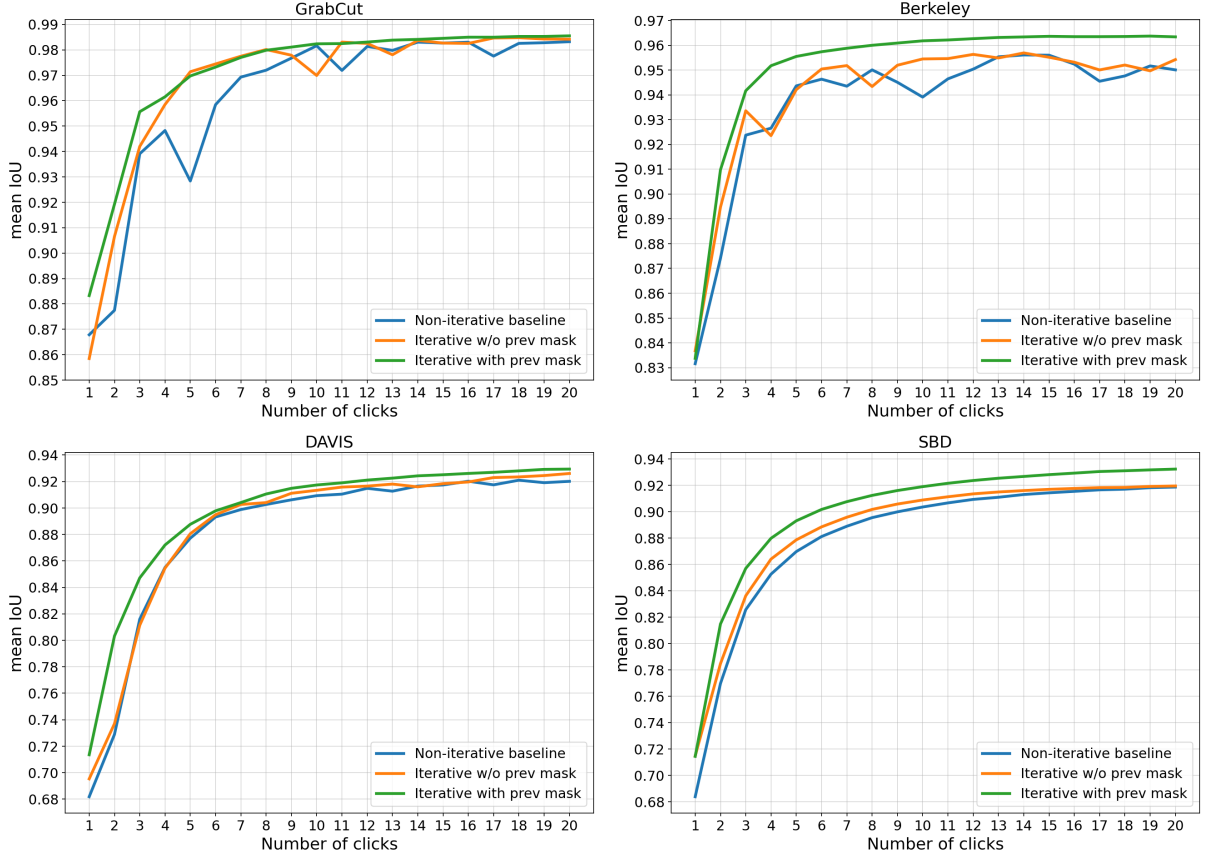 GrabCut
0.99
0.98
0.97
0.96
0.95
0.94
0.93
0.92
0.91
0.90
0.89
0.88
0.87
0.86
0.85
mean IoU
Non-iterative baseline
Iterative w/o prev mask
Iterative with prev mask
1 2 3 4 5 6 7 8 9 10 11 12 13 14 15 16 17 18 19 20
Number of clicks
Berkeley
0.97
0.96
0.95
0.94
0.93
0.92
0.91
0.90
0.89
0.88
0.87
0.86
0.85
0.84
0.83
mean IoU
Non-iterative baseline
Iterative w/o prev mask
Iterative with prev mask
1 2 3 4 5 6 7 8 9 10 11 12 13 14 15 16 17 18 19 20
Number of clicks
DAVIS
0.94
0.92
0.90
0.88
0.86
0.84
0.82
0.80
0.78
0.76
0.74
0.72
0.70
0.68
mean IoU
Non-iterative baseline
Iterative w/o prev mask
Iterative with prev mask
1 2 3 4 5 6 7 8 9 10 11 12 13 14 15 16 17 18 19 20
Number of clicks
SBD
0.94
0.92
0.90
0.88
0.86
0.84
0.82
0.80
0.78
0.76
0.74
0.72
0.70
0.68
mean IoU
Non-iterative baseline
Iterative w/o prev mask
Iterative with prev mask
1 2 3 4 5 6 7 8 9 10 11 12 13 14 15 16 17 18 19 20
Number of clicks